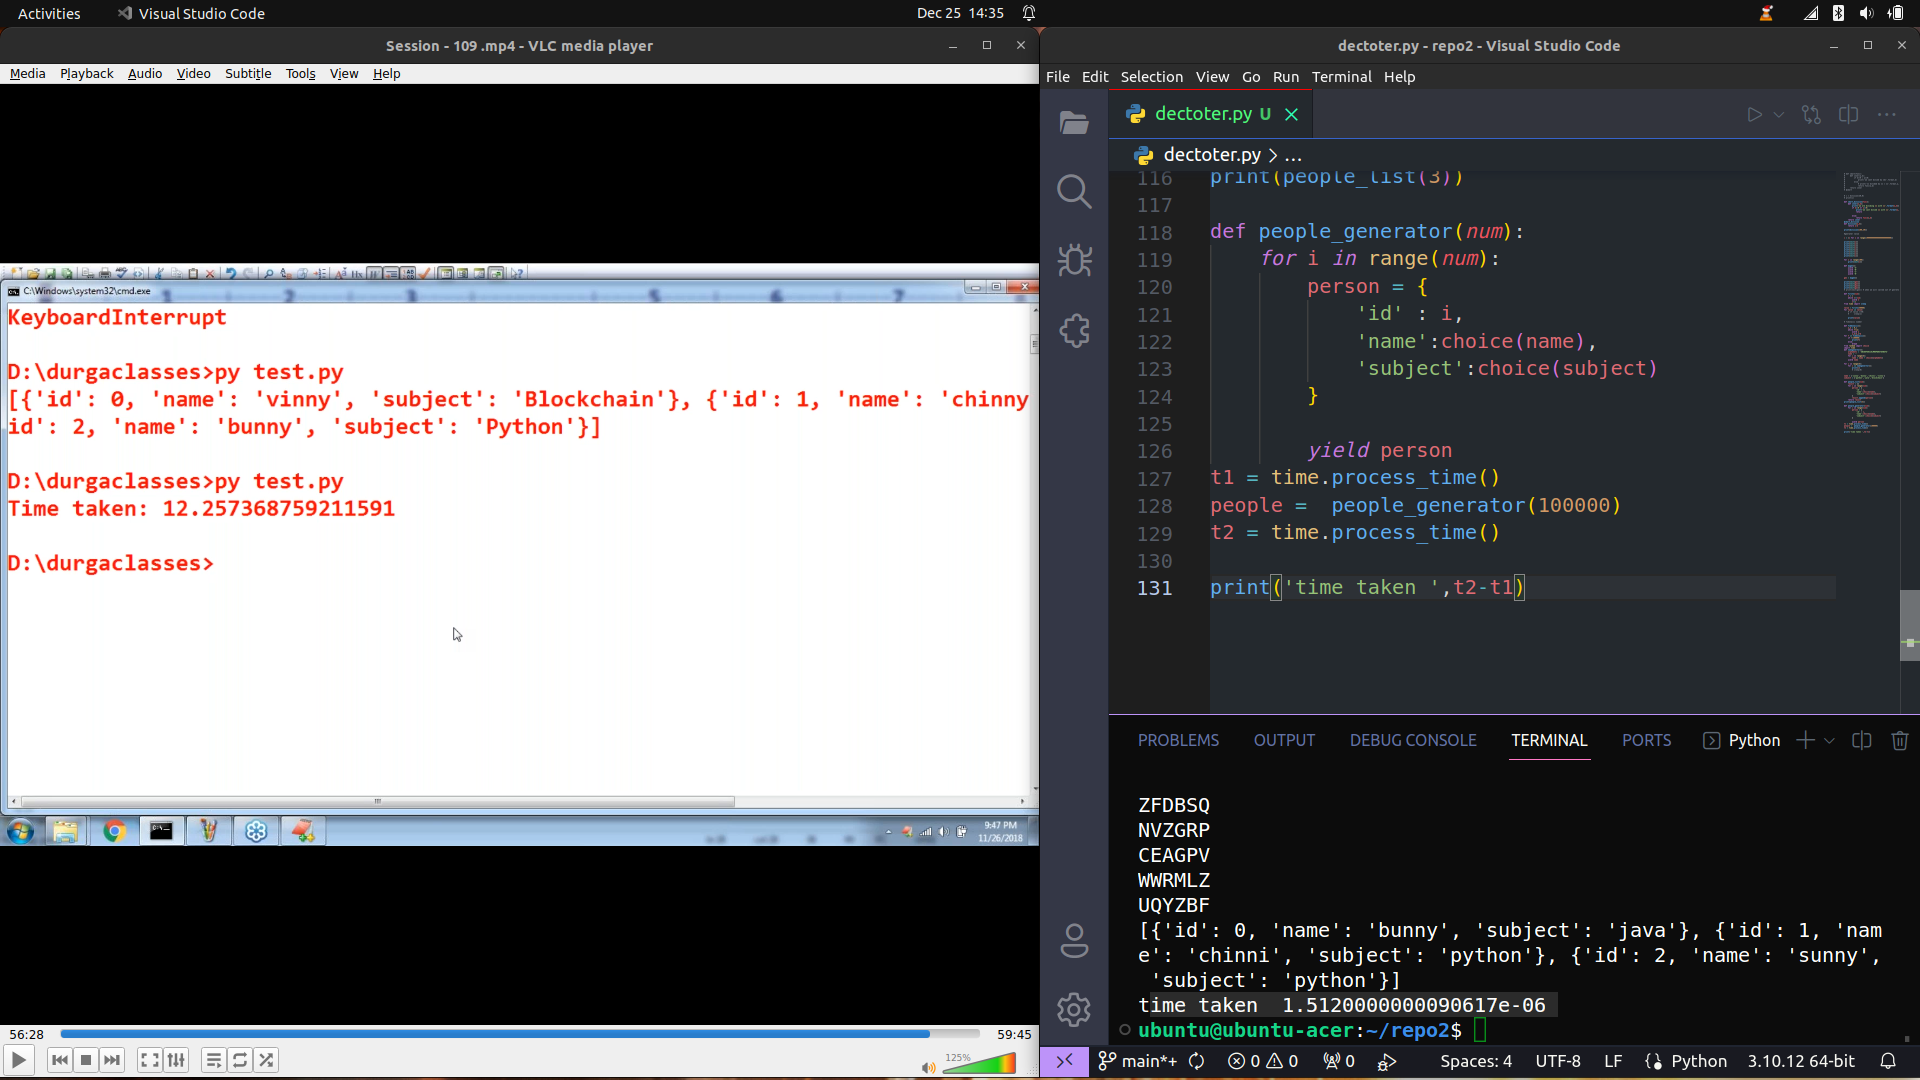 Activities
Visual Studio Code
Dec 25 14:35
Session - 109 .mp4 - VLC media player
Media Playback Audio Video Subtitle Tools View Help
C:\Windows\system32\cmd.exe
KeyboardInterrupt
D:\durgaclasses>py test.py
[{'id': 0, 'name': 'vinny', 'subject': 'Blockchain'}, {'id': 1, 'name': 'chinny
id': 2, 'name': 'bunny', 'subject': 'Python'}]
D:\durgaclasses>py test.py
Time taken: 12.257368759211591
D:\durgaclasses>
9:47 PM
11/26/2018
56:28
59:45
125%
dectoter.py - repo2 - Visual Studio Code
File Edit Selection View Go Run Terminal Help
dectoter.py U
dectoter.py > ...
116 print(people_list(3))
117
118 def people_generator(num):
119 for i in range(num):
120 person = {
121 'id' : i,
122 'name':choice(name),
123 'subject':choice(subject)
124 }
125
126 yield person
127 t1 = time.process_time()
128 people = people_generator(100000)
129 t2 = time.process_time()
130
131 print('time taken ',t2-t1)
PROBLEMS OUTPUT DEBUG CONSOLE TERMINAL PORTS Python
ZFDBSQ
NVZGRP
CEAGPV
WWRMLZ
UQYZBF
[{'id': 0, 'name': 'bunny', 'subject': 'java'}, {'id': 1, 'nam
e': 'chinni', 'subject': 'python'}, {'id': 2, 'name': 'sunny',
'subject': 'python'}]
time taken 1.5120000000090617e-06
ubuntu@ubuntu-acer:~/repo2$
main*+ 0 0 0 Spaces: 4 UTF-8 LF Python 3.10.12 64-bit